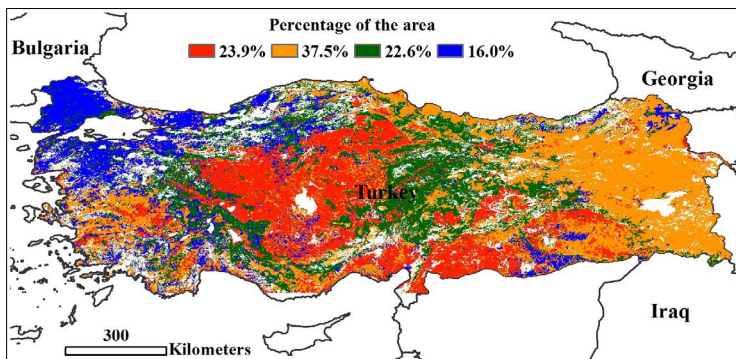 Percentage of the area
Bulgaria
23.9% 37.5% 22.6% 16.0%
Georgia
Turkey
Iraq
300
Kilometers